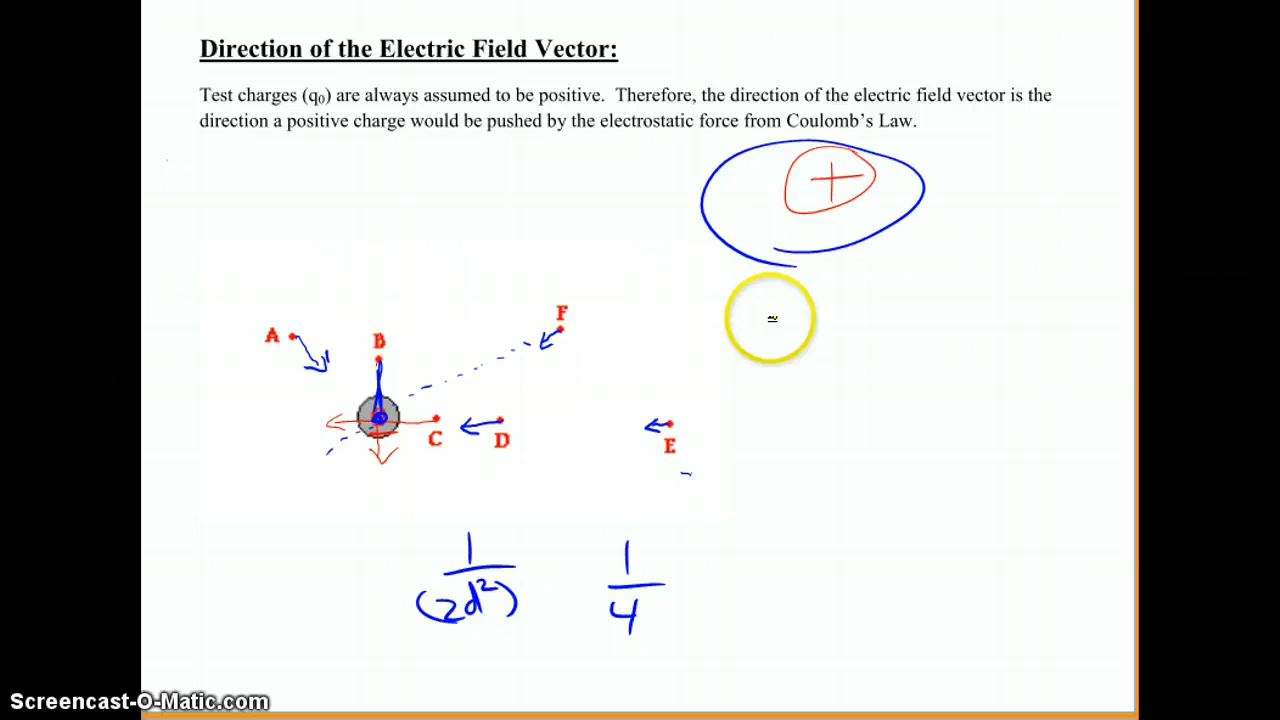 Direction of the Electric Field Vector:
Test charges (q₀) are always assumed to be positive. Therefore, the direction of the electric field vector is the
direction a positive charge would be pushed by the electrostatic force from Coulomb's Law.
+
F
A
B
C
D
E
1
(2d²)
1
4
Screencast-O-Matic.com